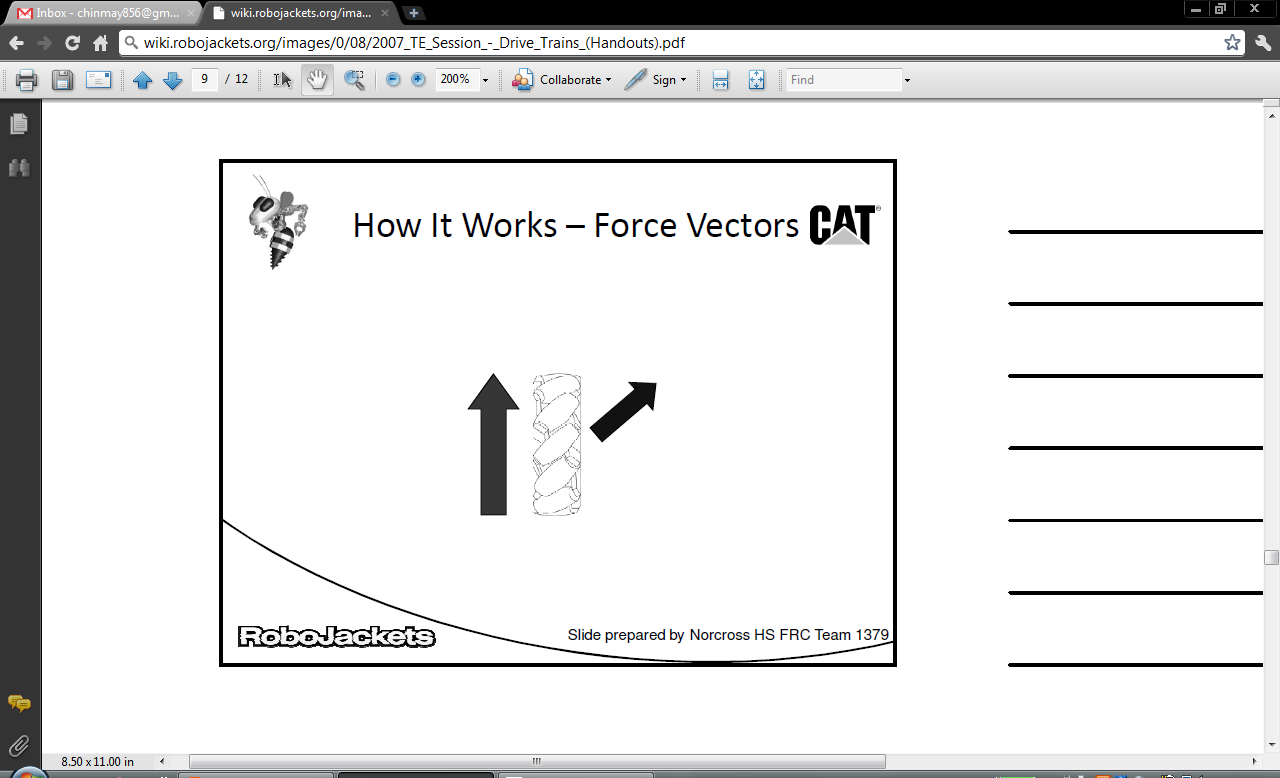 Inbox - chinmay856@gm...
wiki.robojackets.org/ima...
wiki.robojackets.org/images/0/08/2007_TE_Session_-_Drive_Trains_(Handouts).pdf
9 / 12
200%
Collaborate
Sign
Find
How It Works – Force Vectors
CAT®
RoboJackets
Slide prepared by Norcross HS FRC Team 1379
8.50 x 11.00 in